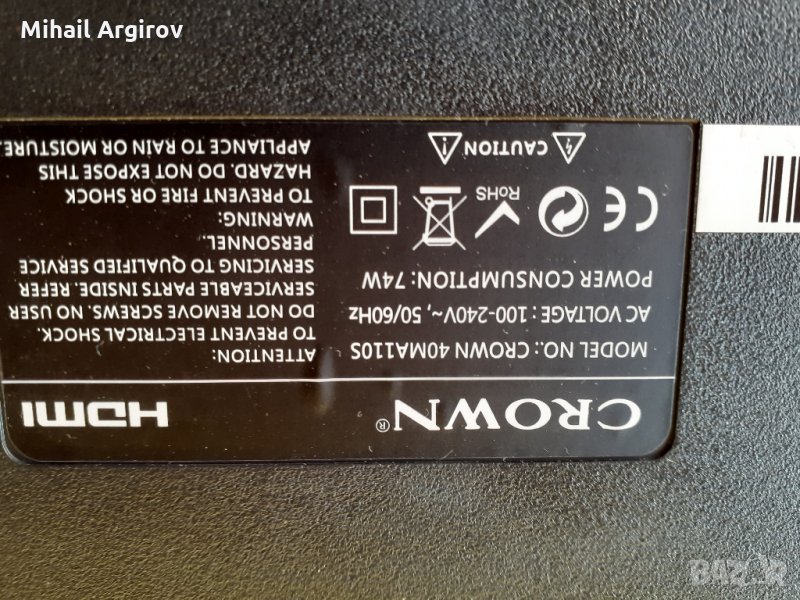 Mihail Argirov
CROWN® HDMI
MODEL NO.: CROWN 40MA110S
AC VOLTAGE : 100-240V~, 50/60Hz
POWER CONSUMPTION: 74W
CE
RoHS
CAUTION
ATTENTION:
TO PREVENT ELECTRICAL SHOCK.
DO NOT REMOVE SCREWS. NO USER
SERVICEABLE PARTS INSIDE. REFER
SERVICING TO QUALIFIED SERVICE
PERSONNEL.
WARNING:
TO PREVENT FIRE OR SHOCK
HAZARD. DO NOT EXPOSE THIS
APPLIANCE TO RAIN OR MOISTURE.
BAZAR